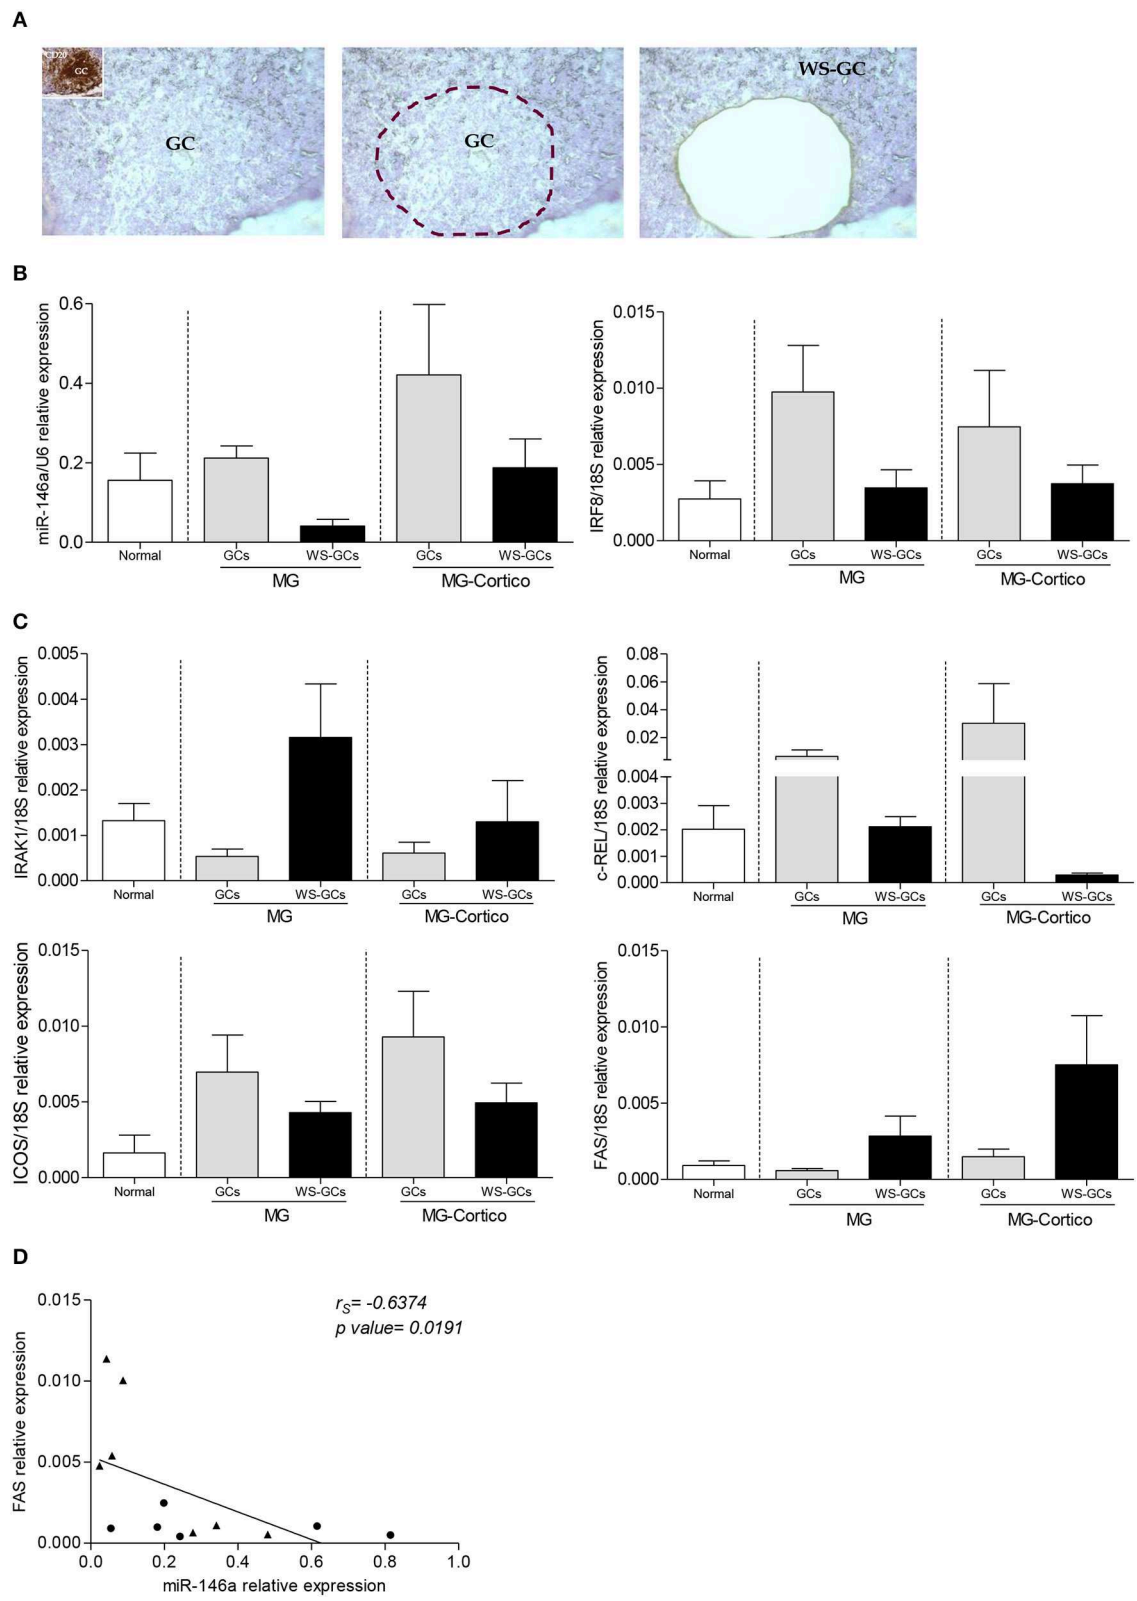 A
CD20
GC
GC
GC
WS-GC
B
miR-146a/U6 relative expression
0.6
0.4
0.2
0.0
Normal
GCs
WS-GCs
GCs
WS-GCs
MG
MG-Cortico
IRF8/18S relative expression
0.015
0.010
0.005
0.000
Normal
GCs
WS-GCs
GCs
WS-GCs
MG
MG-Cortico
C
IRAK1/18S relative expression
0.005
0.004
0.003
0.002
0.001
0.000
Normal
GCs
WS-GCs
GCs
WS-GCs
MG
MG-Cortico
c-REL/18S relative expression
0.08
0.06
0.04
0.02
0.004
0.003
0.002
0.001
0.000
Normal
GCs
WS-GCs
GCs
WS-GCs
MG
MG-Cortico
ICOS/18S relative expression
0.015
0.010
0.005
0.000
Normal
GCs
WS-GCs
GCs
WS-GCs
MG
MG-Cortico
FAS/18S relative expression
0.015
0.010
0.005
0.000
Normal
GCs
WS-GCs
GCs
WS-GCs
MG
MG-Cortico
D
FAS relative expression
0.015
0.010
0.005
0.000
rS= -0.6374
p value= 0.0191
0.0 0.2 0.4 0.6 0.8 1.0
miR-146a relative expression